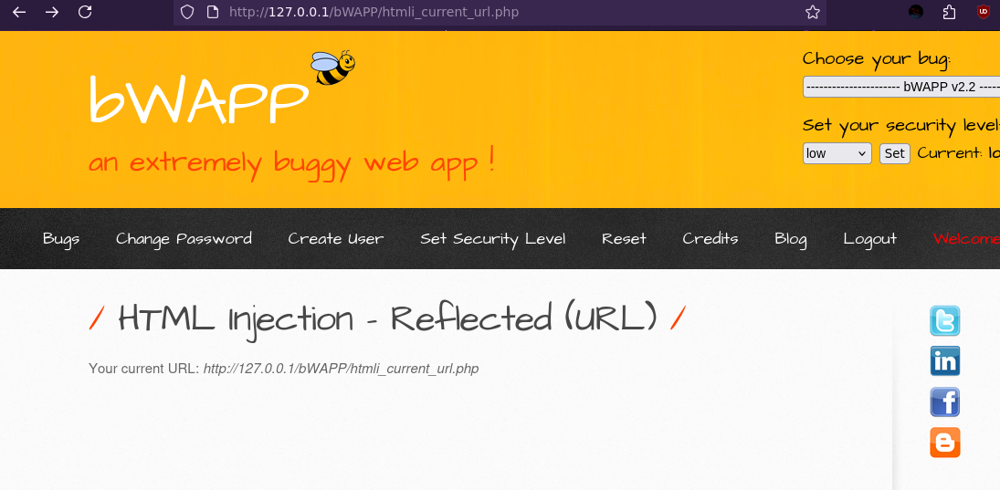 http://127.0.0.1/bWAPP/htmli_current_url.php
bWAPP
an extremely buggy web app !
Choose your bug:
---------------------- bWAPP v2.2 -----
Set your security level:
low Set Current: lo
Bugs Change Password Create User Set Security Level Reset Credits Blog Logout Welcome
/ HTML Injection - Reflected (URL) /
Your current URL: http://127.0.0.1/bWAPP/htmli_current_url.php